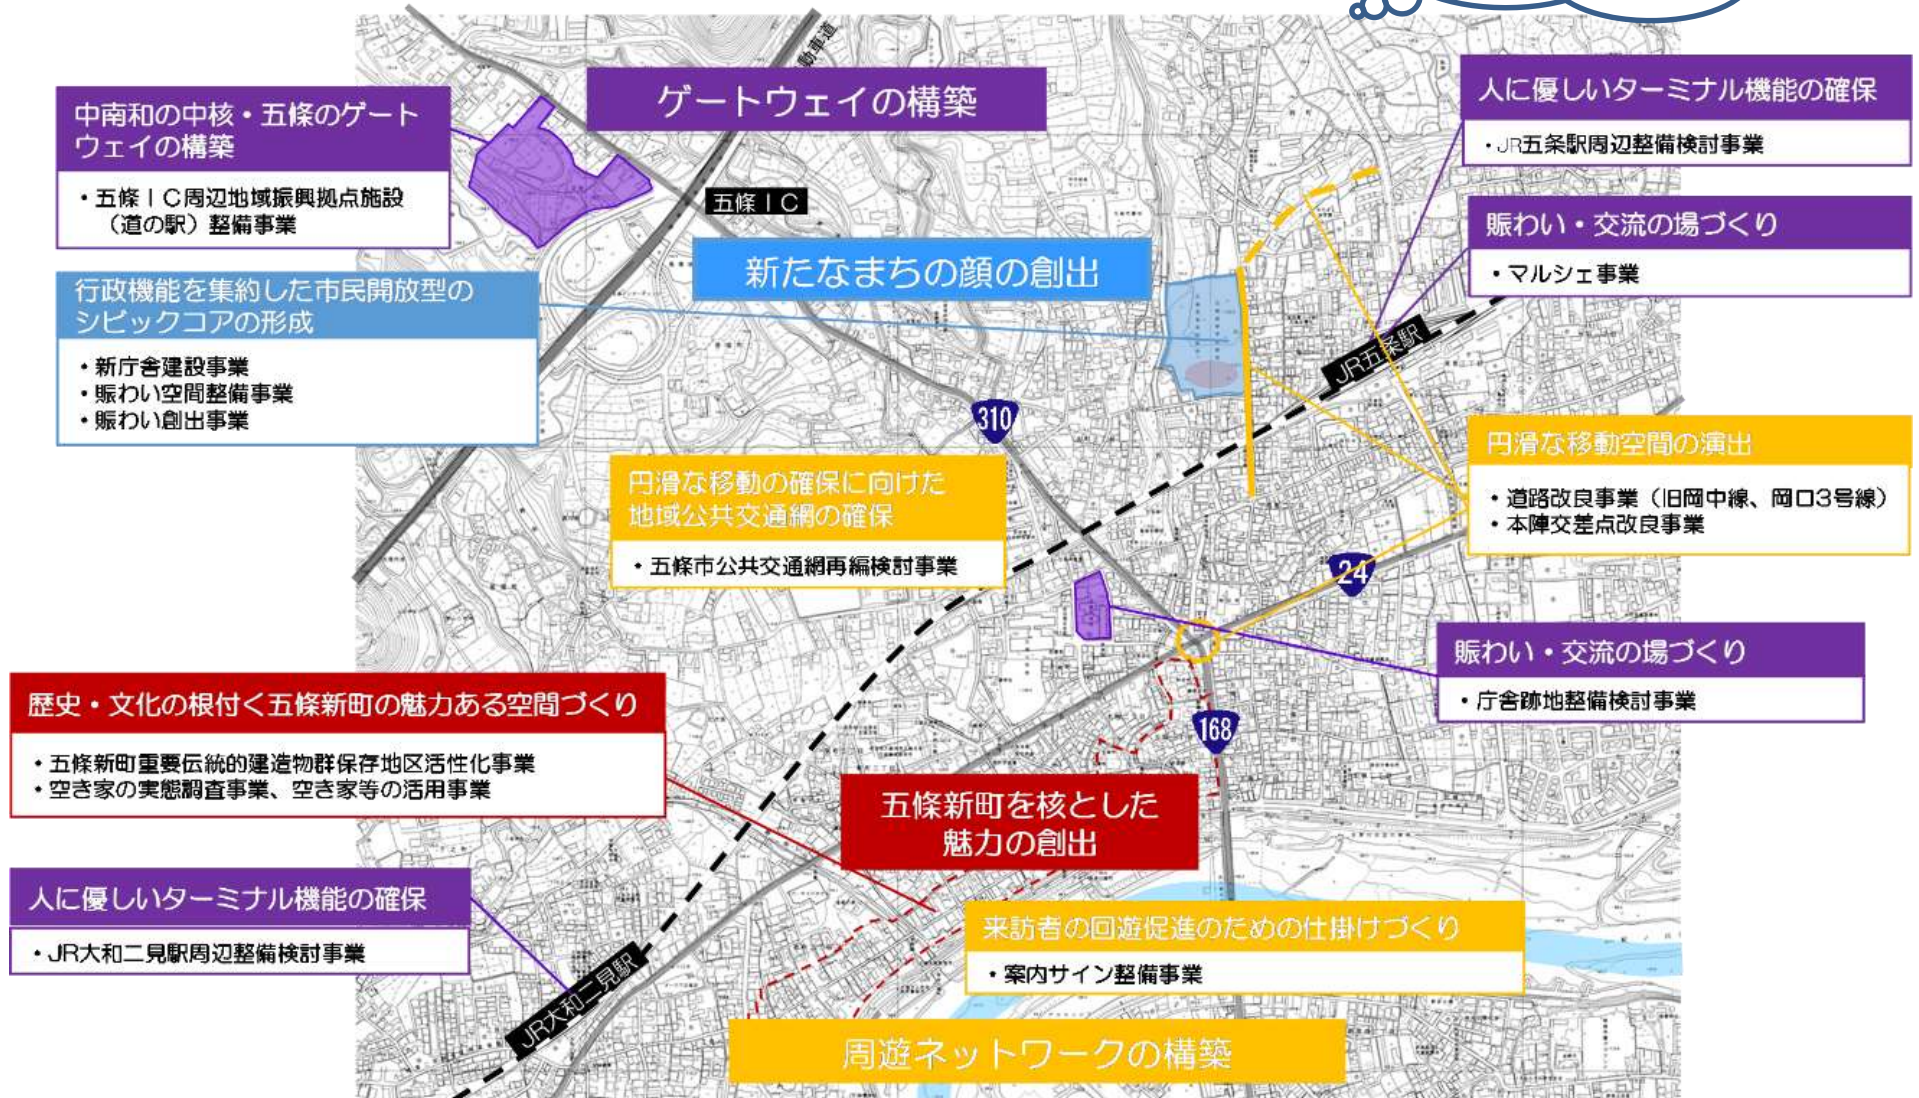 動車道
ゲートウェイの構築
中南和の中核・五條のゲート
ウェイの構築
・五條IC周辺地域振興拠点施設
（道の駅）整備事業
五條IC
人に優しいターミナル機能の確保
・JR五条駅周辺整備検討事業
賑わい・交流の場づくり
・マルシェ事業
新たなまちの顔の創出
行政機能を集約した市民開放型の
シビックコアの形成
・新庁舎建設事業
・賑わい空間整備事業
・賑わい創出事業
JR五条駅
310
円滑な移動空間の演出
・道路改良事業（旧岡中線、岡口3号線）
・本陣交差点改良事業
円滑な移動の確保に向けた
地域公共交通網の確保
・五條市公共交通網再編検討事業
24
賑わい・交流の場づくり
・庁舎跡地整備検討事業
168
歴史・文化の根付く五條新町の魅力ある空間づくり
・五條新町重要伝統的建造物群保存地区活性化事業
・空き家の実態調査事業、空き家等の活用事業
五條新町を核とした
魅力の創出
人に優しいターミナル機能の確保
・JR大和二見駅周辺整備検討事業
来訪者の回遊促進のための仕掛けづくり
・案内サイン整備事業
JR大和二見駅
周遊ネットワークの構築